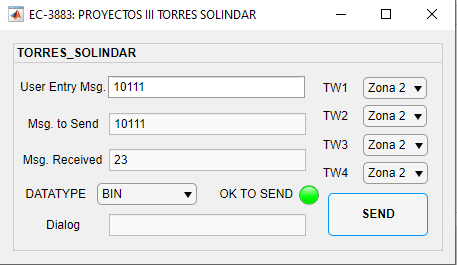 EC-3883: PROYECTOS III TORRES SOLINDAR
TORRES_SOLINDAR
User Entry Msg. 10111
Msg. to Send 10111
Msg. Received 23
DATATYPE BIN OK TO SEND
Dialog
TW1 Zona 2
TW2 Zona 2
TW3 Zona 2
TW4 Zona 2
SEND